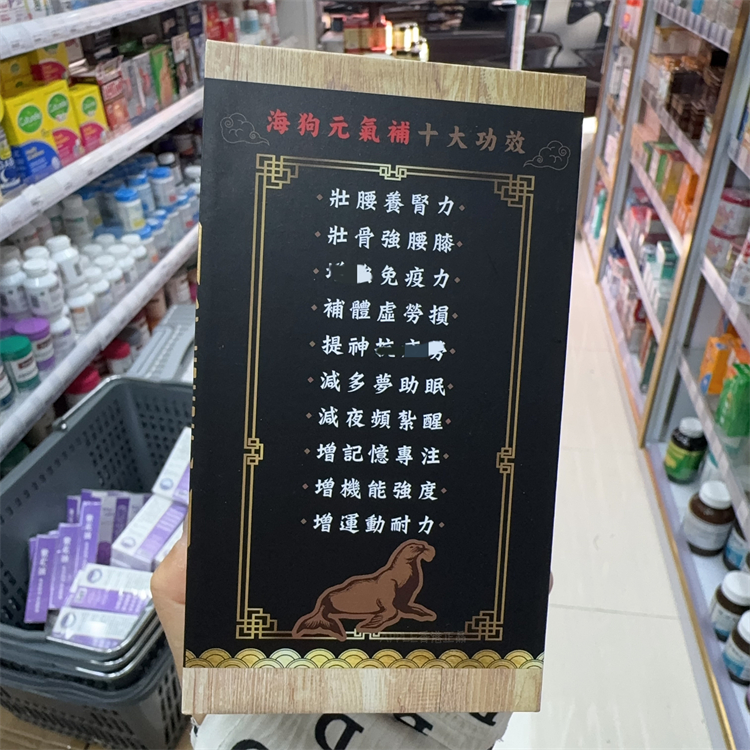 海狗元氣補十大功效
壯腰養腎力
壯骨強腰膝
免疫力
補體虛勞損
提神
減多夢助眠
減夜頻紮醒
增記憶專注
增機能強度
增運動耐力